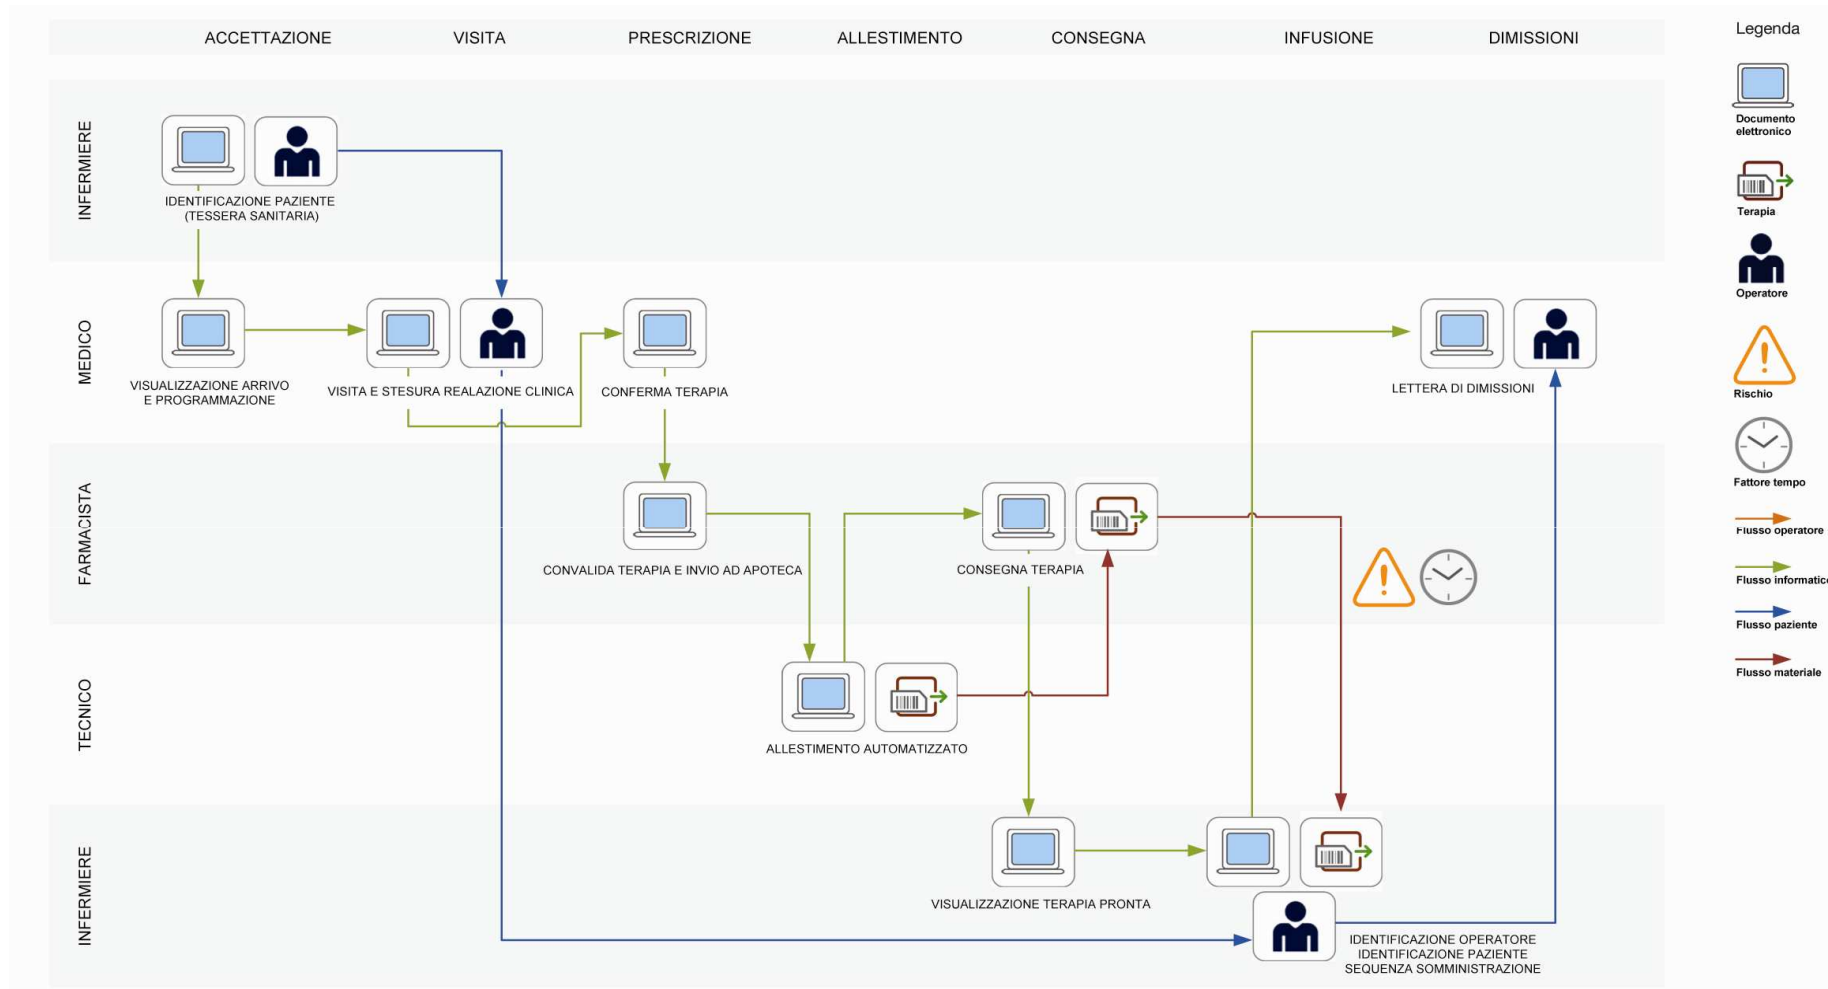 ACCETTAZIONE VISITA PRESCRIZIONE ALLESTIMENTO CONSEGNA INFUSIONE DIMISSIONI
INFERMIERE
IDENTIFICAZIONE PAZIENTE
(TESSERA SANITARIA)
MEDICO
VISUALIZZAZIONE ARRIVO
E PROGRAMMAZIONE
VISITA E STESURA REALAZIONE CLINICA
CONFERMA TERAPIA
LETTERA DI DIMISSIONI
FARMACISTA
CONVALIDA TERAPIA E INVIO AD APOTECA
CONSEGNA TERAPIA
TECNICO
ALLESTIMENTO AUTOMATIZZATO
INFERMIERE
VISUALIZZAZIONE TERAPIA PRONTA
IDENTIFICAZIONE OPERATORE
IDENTIFICAZIONE PAZIENTE
SEQUENZA SOMMINISTRAZIONE
Legenda
Documento
elettronico
Terapia
Operatore
Rischio
Fattore tempo
Flusso operatore
Flusso informatico
Flusso paziente
Flusso materiale